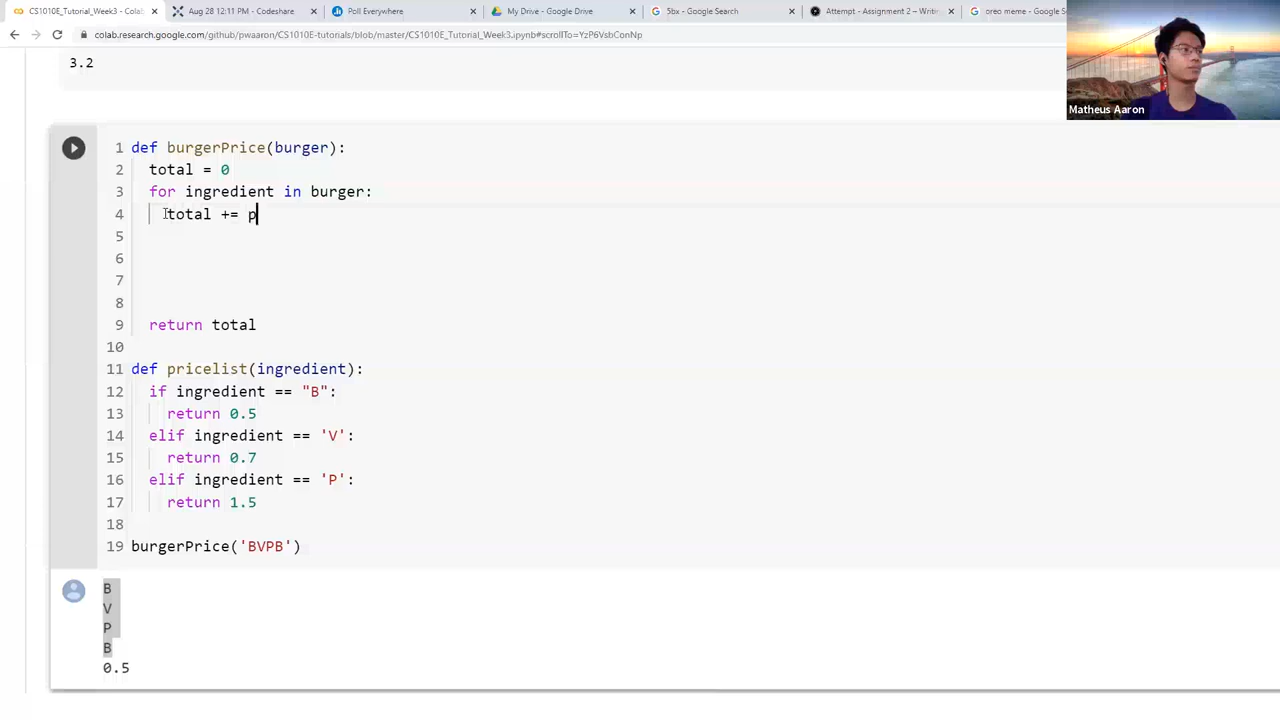 CS1010E_Tutorial_Week3 - Colab
Aug 28 12:11 PM - Codeshare
Poll Everywhere
My Drive - Google Drive
5bx - Google Search
Attempt - Assignment 2 – Writi
oreo meme - Google S
colab.research.google.com/github/pwaaron/CS1010E-tutorials/blob/master/CS1010E_Tutorial_Week3.ipynb#scrollTo=YzP6VsbConNp
3.2
Matheus Aaron
1 def burgerPrice(burger):
2 total = 0
3 for ingredient in burger:
4 total += p
5
6
7
8
9 return total
10
11 def pricelist(ingredient):
12 if ingredient == "B":
13 return 0.5
14 elif ingredient == 'V':
15 return 0.7
16 elif ingredient == 'P':
17 return 1.5
18
19 burgerPrice('BVPB')
B
V
P
B
0.5